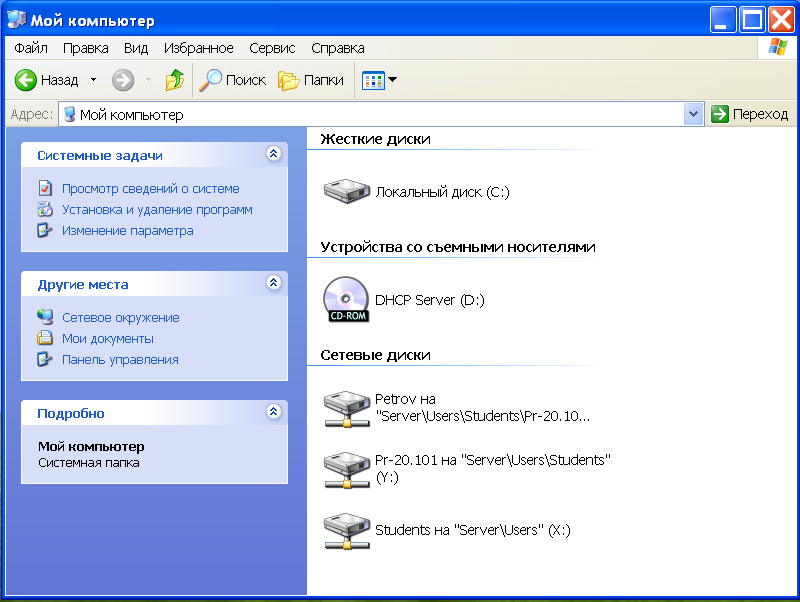 Мой компьютер
Файл Правка Вид Избранное Сервис Справка
Назад Поиск Папки
Адрес: Мой компьютер Переход
Системные задачи
Просмотр сведений о системе
Установка и удаление программ
Изменение параметра
Другие места
Сетевое окружение
Мои документы
Панель управления
Подробно
Мой компьютер
Системная папка
Жесткие диски
Локальный диск (C:)
Устройства со съемными носителями
CD-ROM
DHCP Server (D:)
Сетевые диски
Petrov на
"Server\Users\Students\Pr-20.10...
Pr-20.101 на "Server\Users\Students"
(Y:)
Students на "Server\Users" (X:)